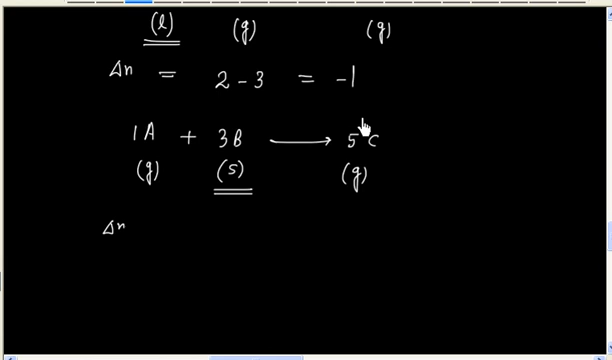 (l) (g) (g)
Δn = 2 - 3 = -1
1A + 3B → 5C
(g) (s) (g)
Δn